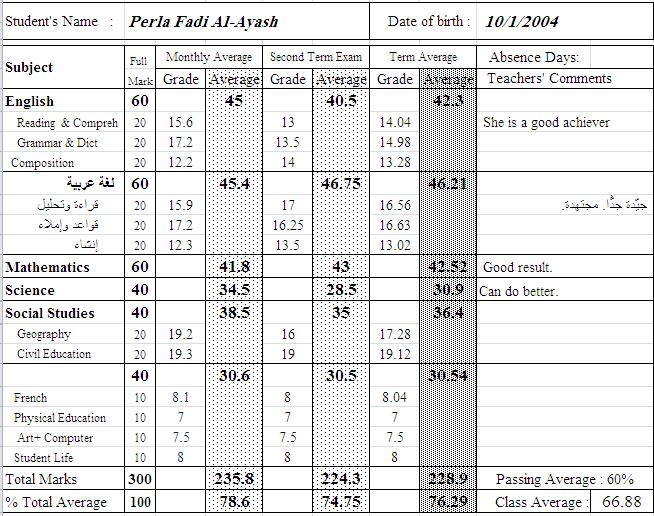 Student's Name : Perla Fadi Al-Ayash Date of birth : 10/1/2004
Subject Full Mark Monthly Average Second Term Exam Term Average Absence Days:
Grade Average Grade Average Grade Average Teachers' Comments
English 60 45 40.5 42.3
Reading & Compreh 20 15.6 13 14.04 She is a good achiever
Grammar & Dict 20 17.2 13.5 14.98
Composition 20 12.2 14 13.28
لغة عربية 60 45.4 46.75 46.21
قراءة وتحليل 20 15.9 17 16.56 جيّدة جدًّا. مجتهدة.
قواعد وإملاء 20 17.2 16.25 16.63
إنشاء 20 12.3 13.5 13.02
Mathematics 60 41.8 43 42.52 Good result.
Science 40 34.5 28.5 30.9 Can do better.
Social Studies 40 38.5 35 36.4
Geography 20 19.2 16 17.28
Civil Education 20 19.3 19 19.12
40 30.6 30.5 30.54
French 10 8.1 8 8.04
Physical Education 10 7 7 7
Art+ Computer 10 7.5 7.5 7.5
Student Life 10 8 8 8
Total Marks 300 235.8 224.3 228.9 Passing Average : 60%
% Total Average 100 78.6 74.75 76.29 Class Average : 66.88